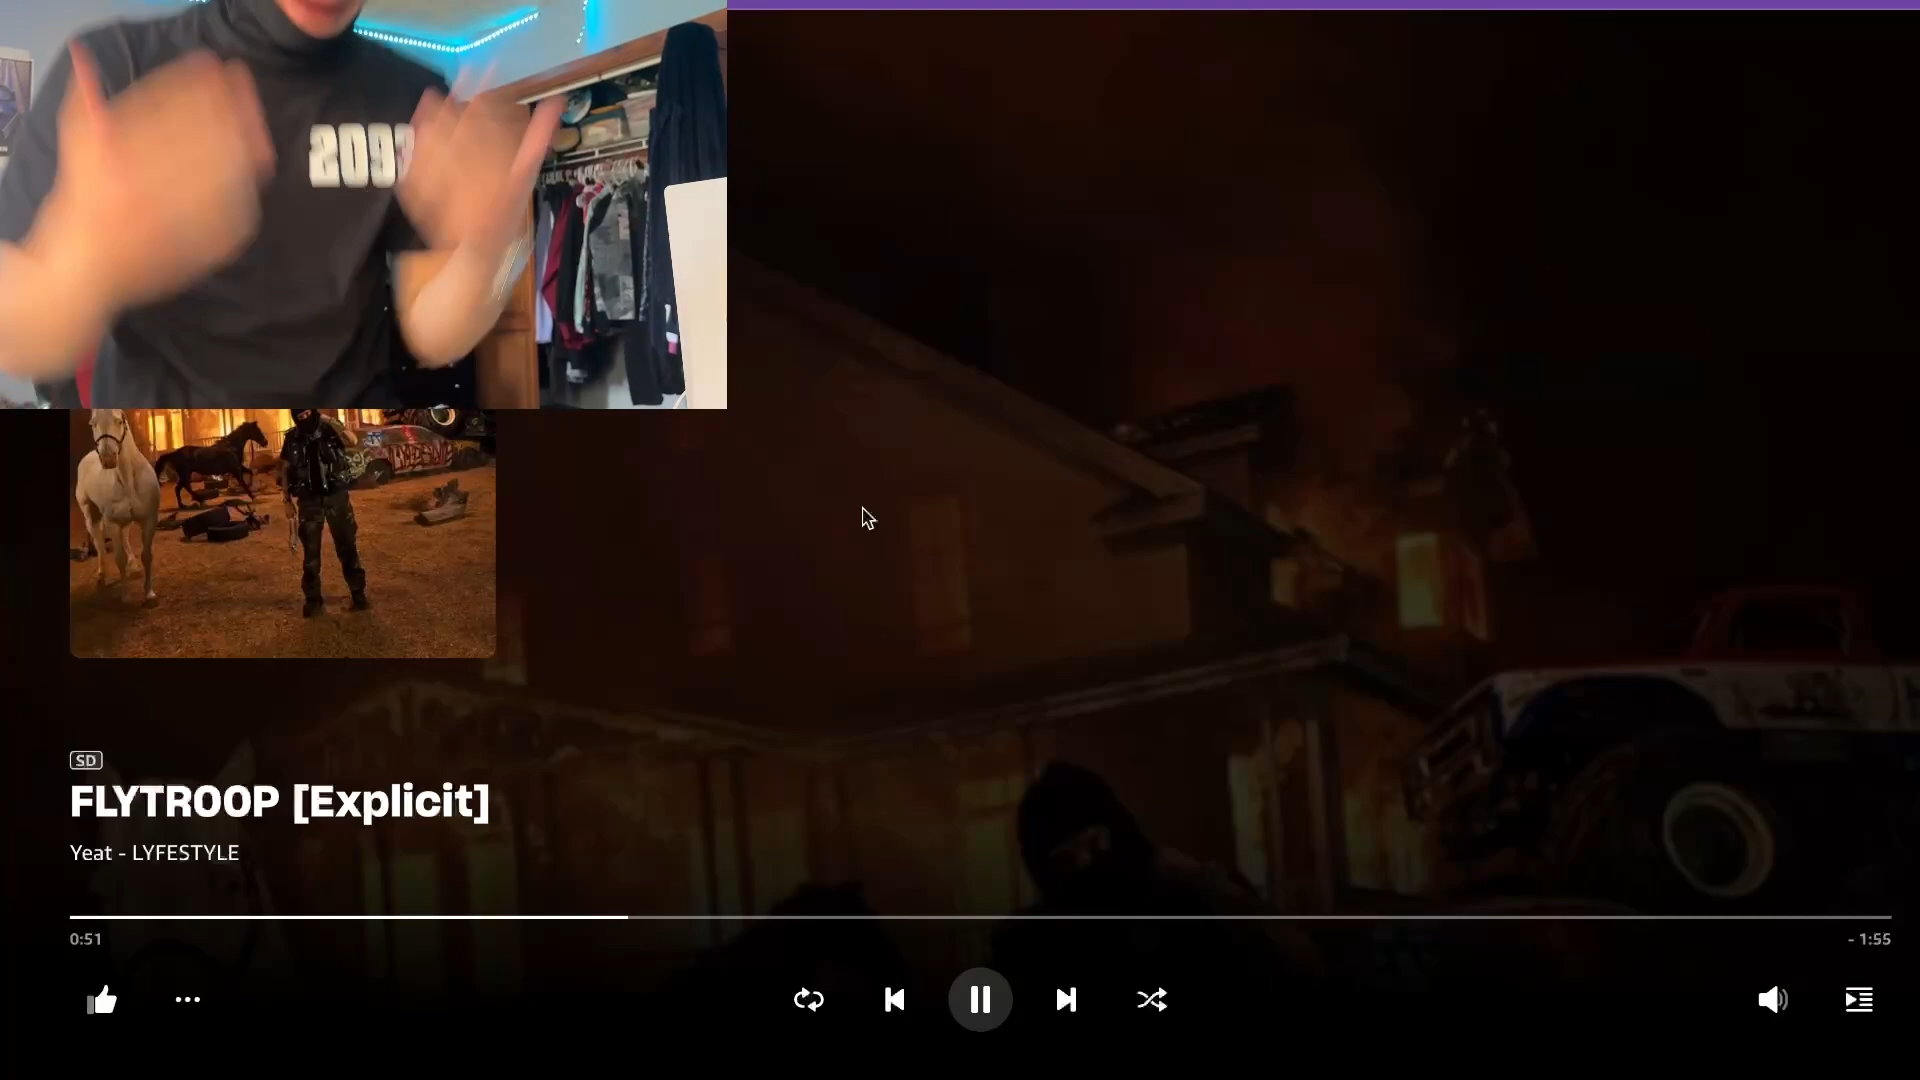 2093
SD
FLYTROOP [Explicit]
Yeat - LYFESTYLE
0:51
- 1:55